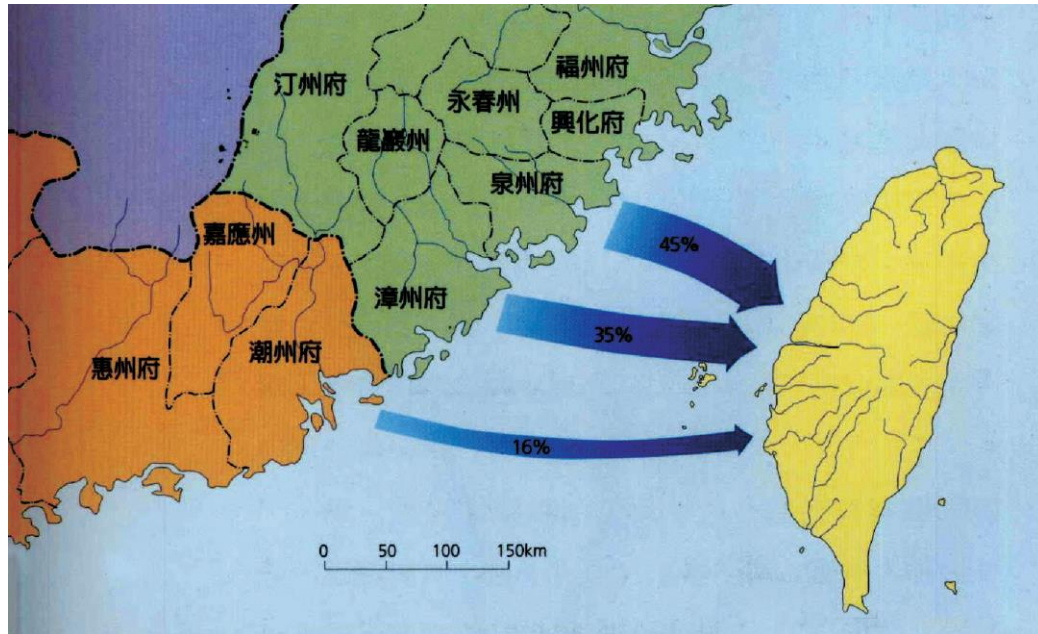 福州府
汀州府
永春州
興化府
龍巖州
泉州府
嘉應州
45%
漳州府
35%
潮州府
惠州府
16%
0 50 100 150km